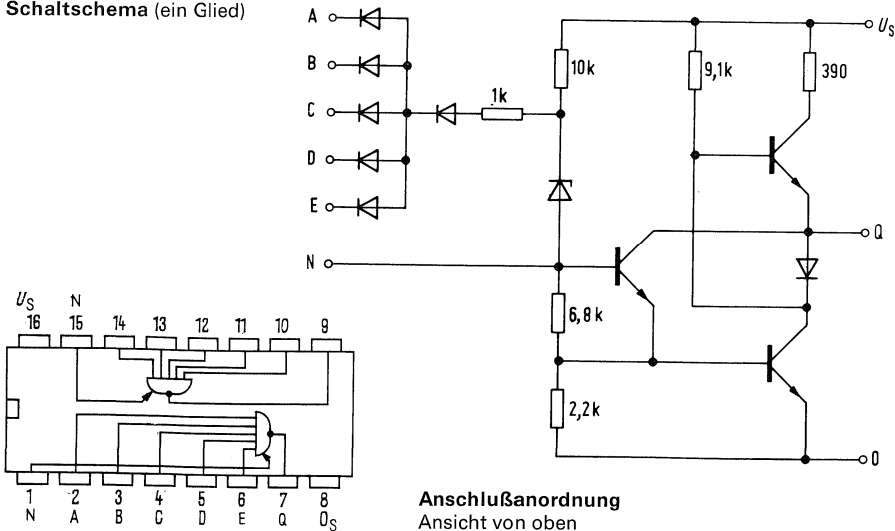 Schaltschema (ein Glied)
A
B
C
D
E
N
1k
10k
9,1k
390
U_S
Q
6,8k
2,2k
0
U_S N
16 15 14 13 12 11 10 9
1 2 3 4 5 6 7 8
N A B C D E Q 0_S
Anschlußanordnung
Ansicht von oben